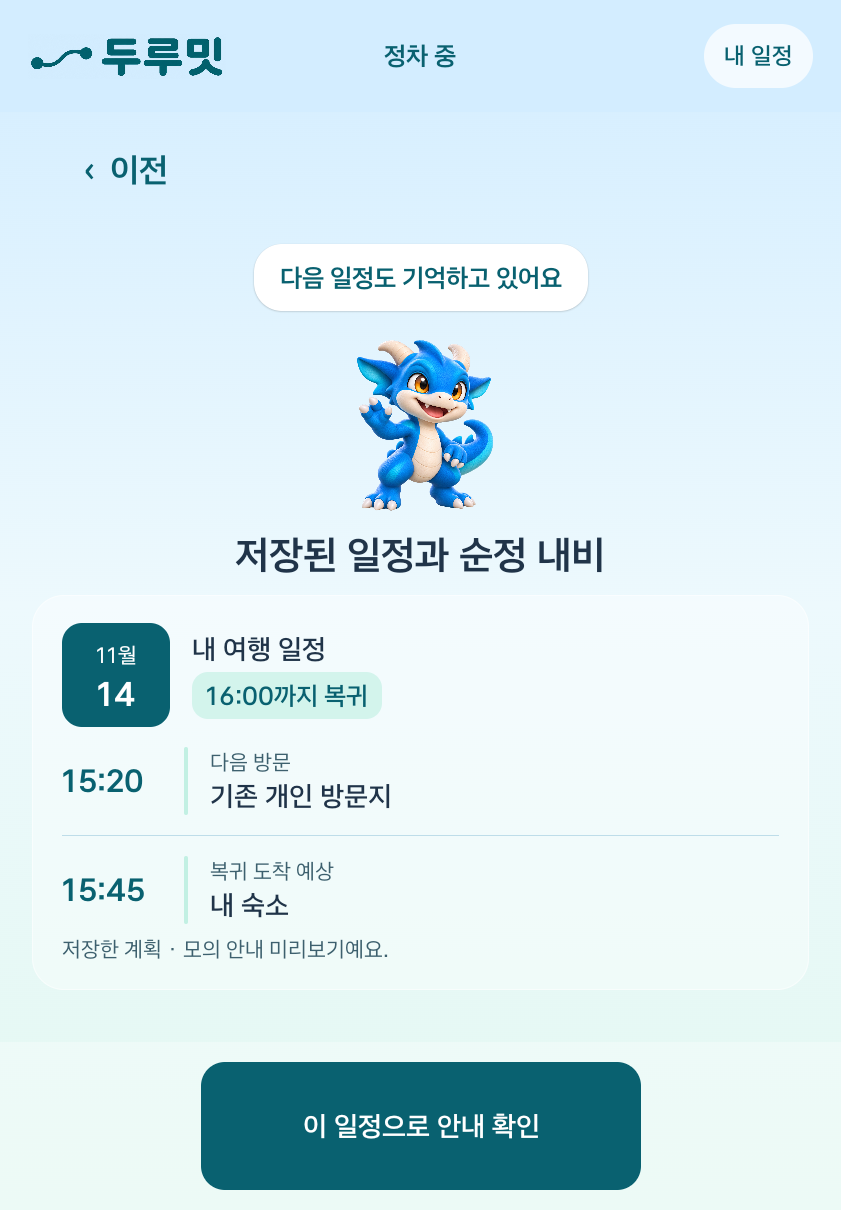 두루밋
정차 중
내 일정
‹ 이전
다음 일정도 기억하고 있어요
저장된 일정과 순정 내비
11월
14
내 여행 일정
16:00까지 복귀
15:20
다음 방문
기존 개인 방문지
15:45
복귀 도착 예상
내 숙소
저장한 계획 · 모의 안내 미리보기예요.
이 일정으로 안내 확인